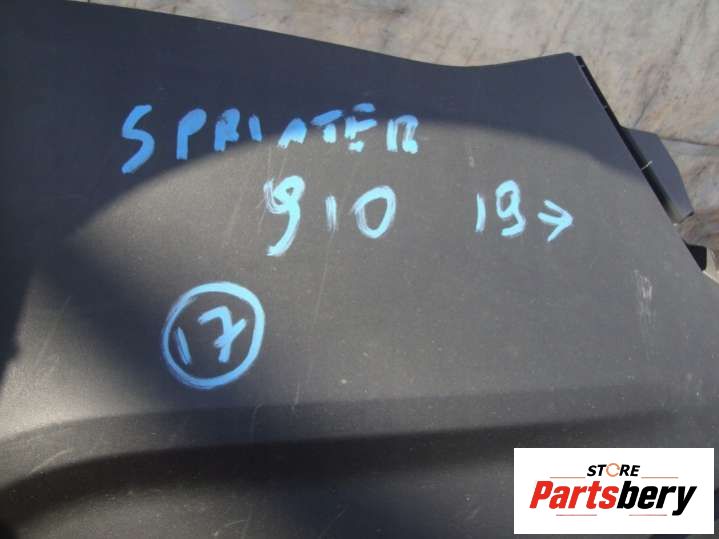 SPRINTER
910 19→
17
STORE
Partsbery